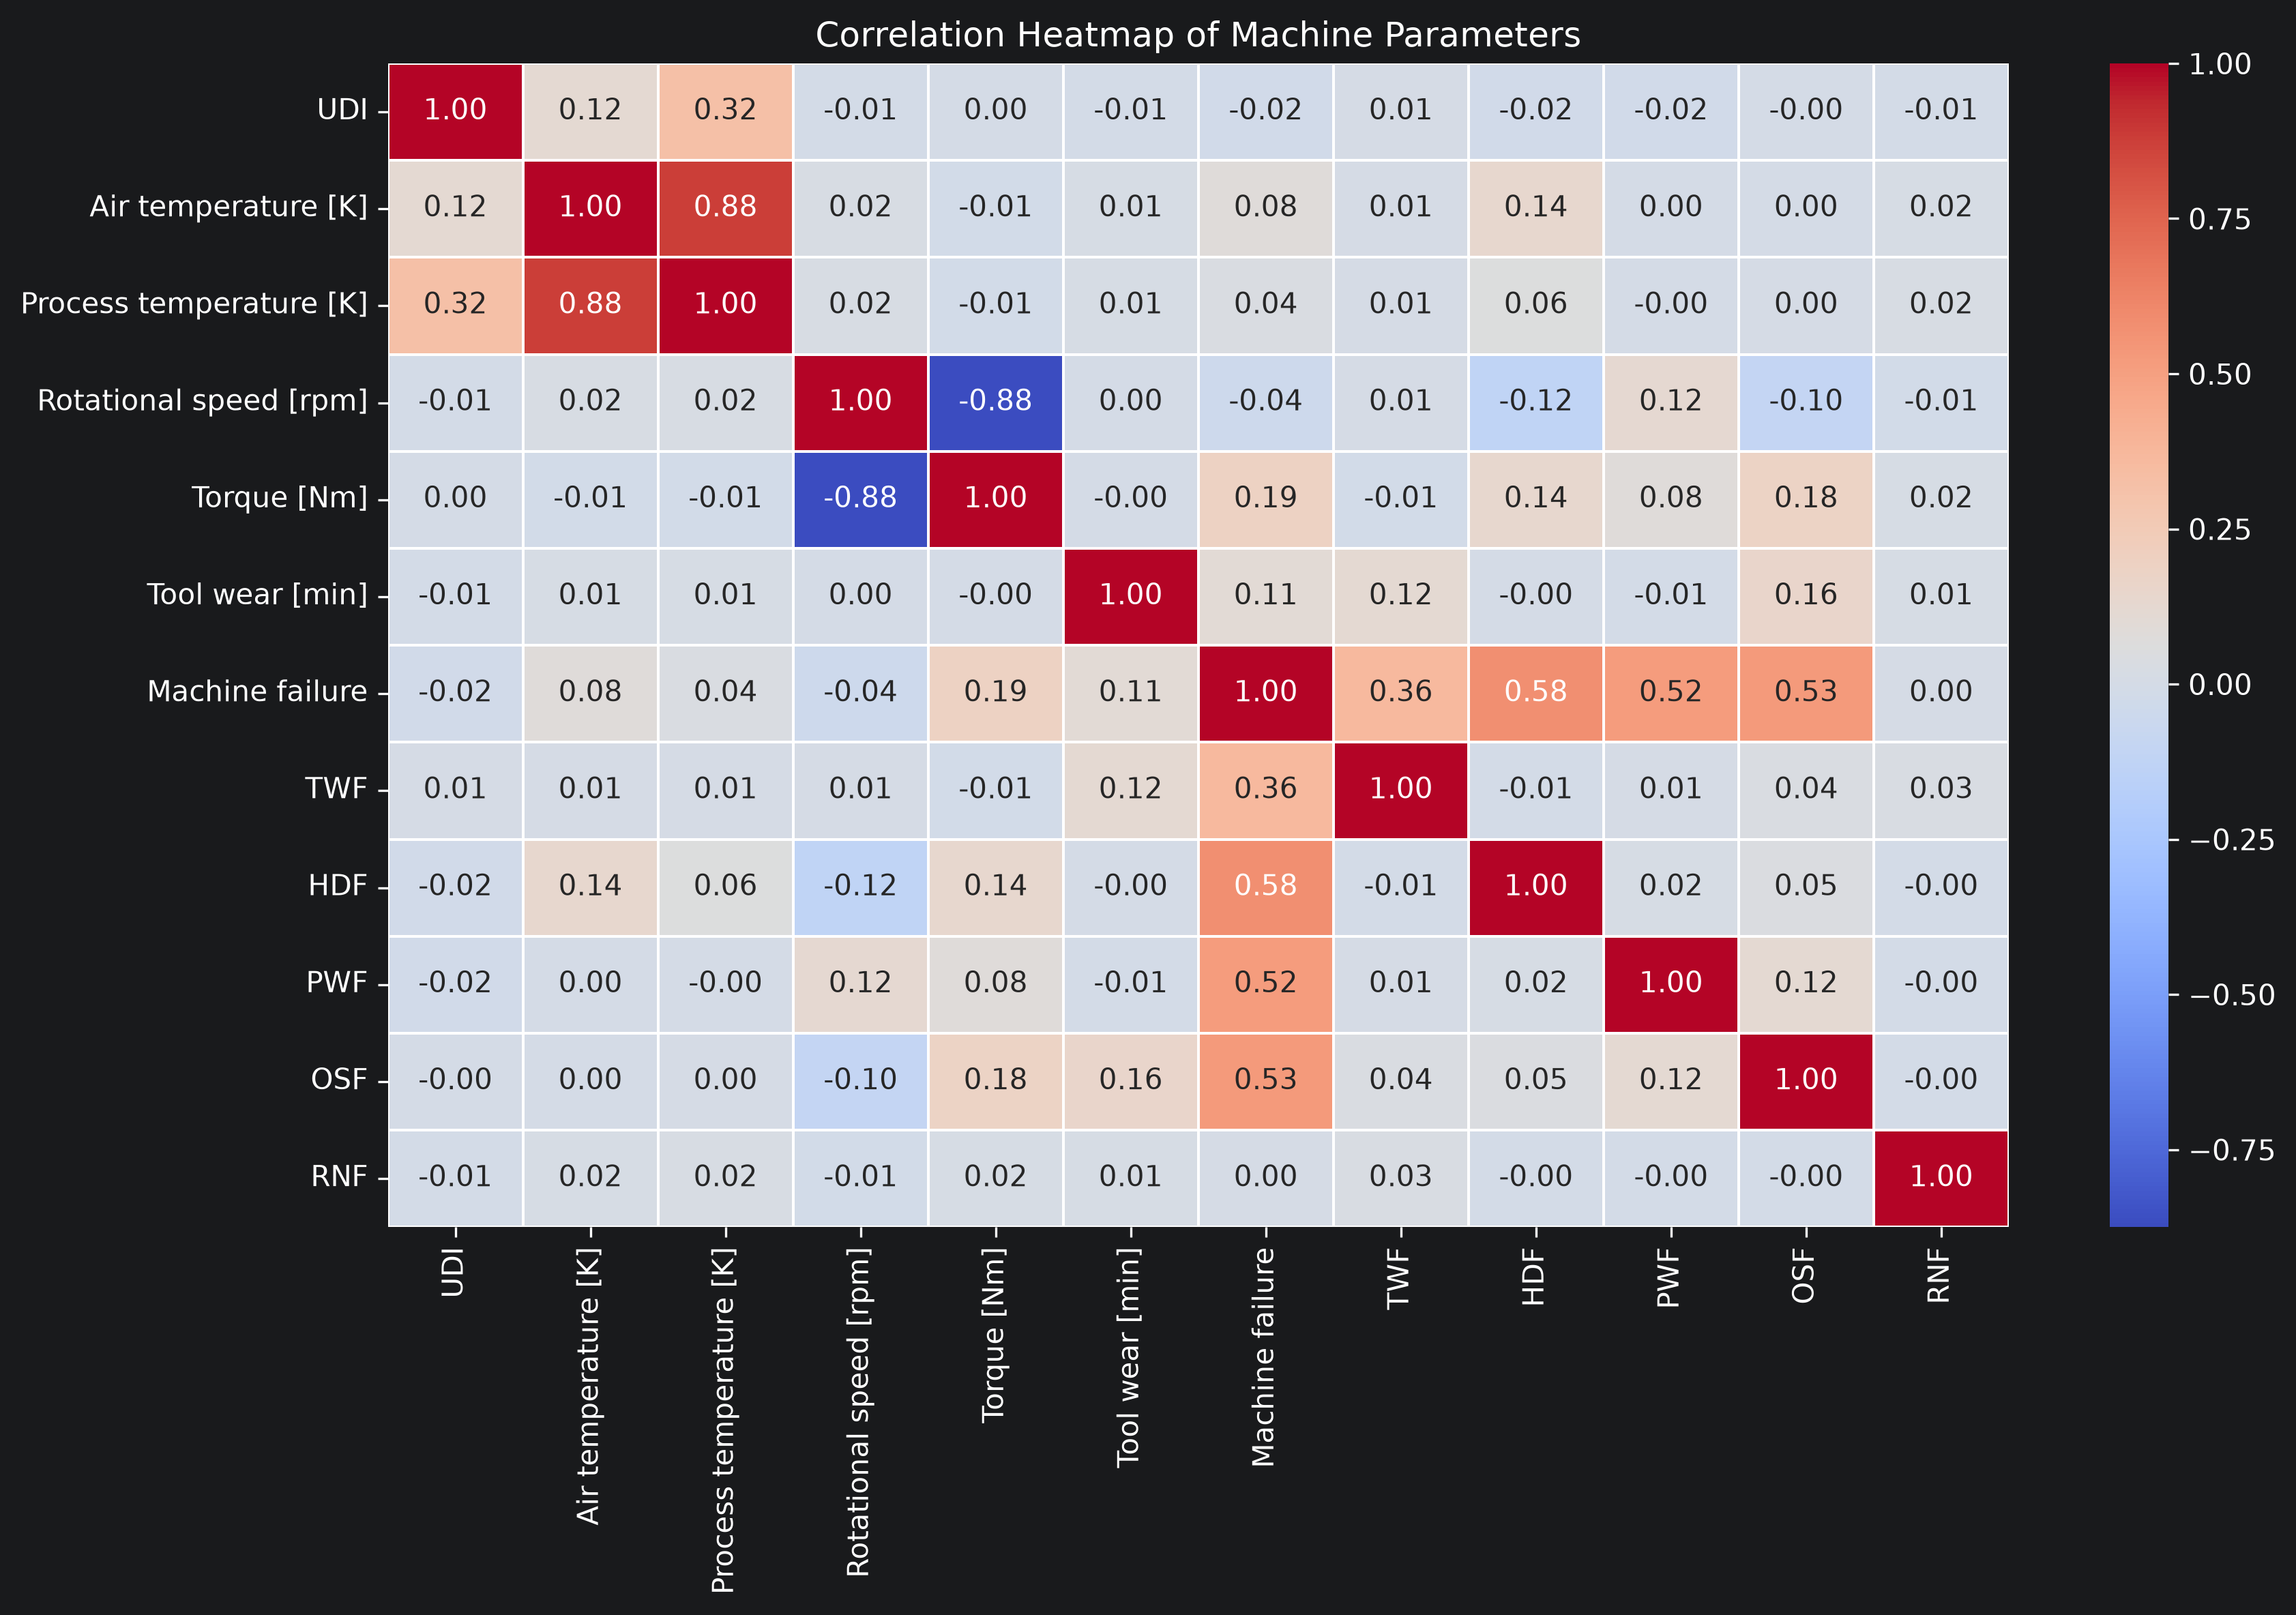 Correlation Heatmap of Machine Parameters
UDI 1.00 0.12 0.32 -0.01 0.00 -0.01 -0.02 0.01 -0.02 -0.02 -0.00 -0.01
Air temperature [K] 0.12 1.00 0.88 0.02 -0.01 0.01 0.08 0.01 0.14 0.00 0.00 0.02
Process temperature [K] 0.32 0.88 1.00 0.02 -0.01 0.01 0.04 0.01 0.06 -0.00 0.00 0.02
Rotational speed [rpm] -0.01 0.02 0.02 1.00 -0.88 0.00 -0.04 0.01 -0.12 0.12 -0.10 -0.01
Torque [Nm] 0.00 -0.01 -0.01 -0.88 1.00 -0.00 0.19 -0.01 0.14 0.08 0.18 0.02
Tool wear [min] -0.01 0.01 0.01 0.00 -0.00 1.00 0.11 0.12 -0.00 -0.01 0.16 0.01
Machine failure -0.02 0.08 0.04 -0.04 0.19 0.11 1.00 0.36 0.58 0.52 0.53 0.00
TWF 0.01 0.01 0.01 0.01 -0.01 0.12 0.36 1.00 -0.01 0.01 0.04 0.03
HDF -0.02 0.14 0.06 -0.12 0.14 -0.00 0.58 -0.01 1.00 0.02 0.05 -0.00
PWF -0.02 0.00 -0.00 0.12 0.08 -0.01 0.52 0.01 0.02 1.00 0.12 -0.00
OSF -0.00 0.00 0.00 -0.10 0.18 0.16 0.53 0.04 0.05 0.12 1.00 -0.00
RNF -0.01 0.02 0.02 -0.01 0.02 0.01 0.00 0.03 -0.00 -0.00 -0.00 1.00
UDI
Air temperature [K]
Process temperature [K]
Rotational speed [rpm]
Torque [Nm]
Tool wear [min]
Machine failure
TWF
HDF
PWF
OSF
RNF
1.00
0.75
0.50
0.25
0.00
−0.25
−0.50
−0.75